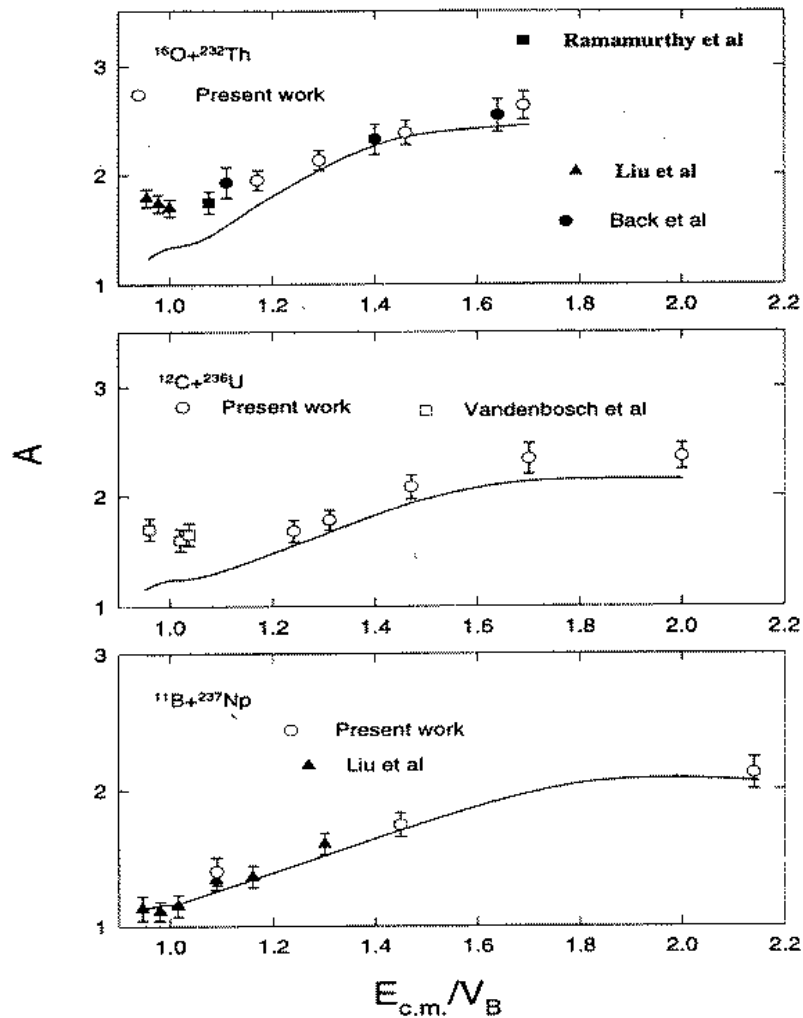 ¹⁶O+²³²Th
Ramamurthy et al
Present work
Liu et al
Back et al
3
2
1
1.0 1.2 1.4 1.6 1.8 2.0 2.2
¹²C+²³⁶U
Present work
Vandenbosch et al
3
2
1
1.0 1.2 1.4 1.6 1.8 2.0 2.2
A
¹¹B+²³⁷Np
Present work
Liu et al
3
2
1
1.0 1.2 1.4 1.6 1.8 2.0 2.2
E_c.m./V_B